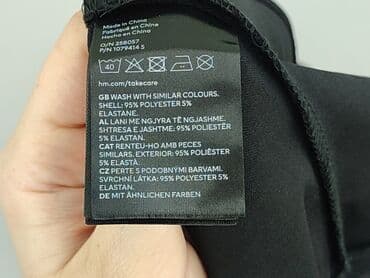 Made in China
Fabriqué en Chine
Hecho en China
O/N 258057
P/N 1079414 S
40
hm.com/takecare
GB WASH WITH SIMILAR COLOURS.
SHELL: 95% POLYESTER 5%
ELASTANE.
AL LANI ME NGJYRA TË NGJASHME.
SHTRESA E JASHTME: 95% POLIESTËR
5% ELASTAN.
CAT RENTEU-HO AMB PECES
SIMILARS. EXTERIOR: 95% POLIÈSTER
5% ELASTÀ.
CZ PERTE S PODOBNÝMI BARVAMI.
SVRCHNÍ LÁTKA: 95% POLYESTER 5%
ELASTAN.
DE MIT ÄHNLICHEN FARBEN